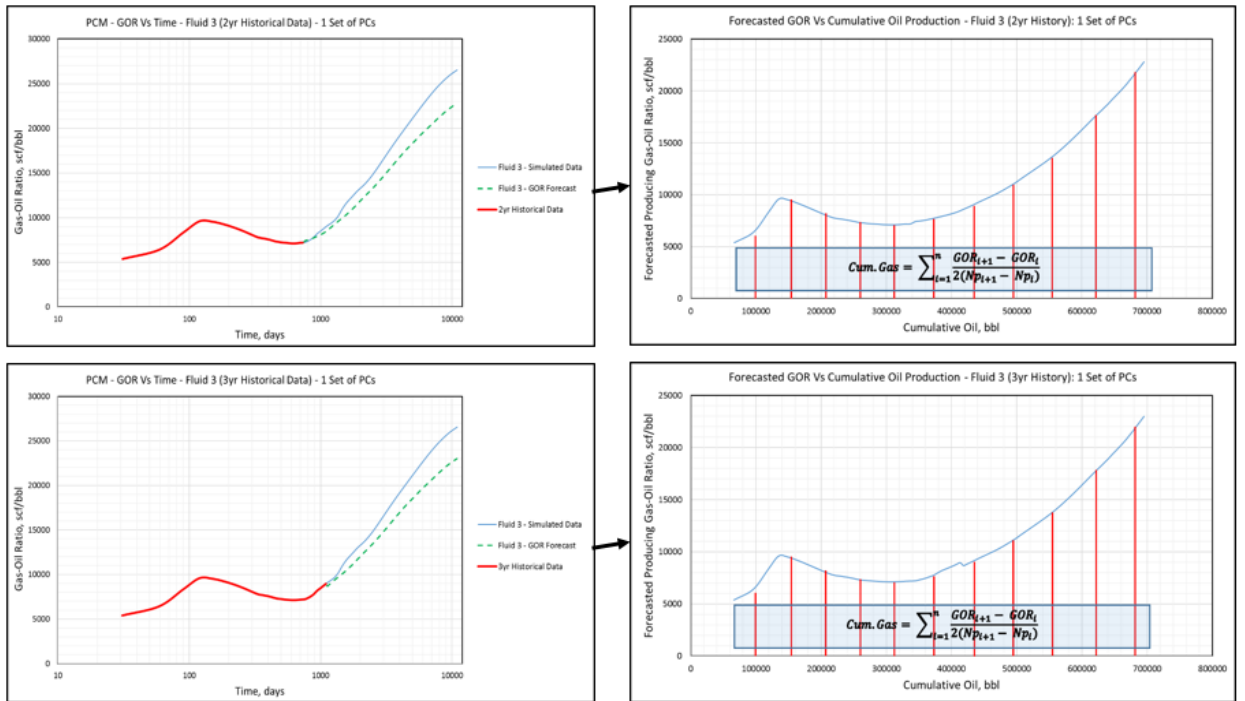 PCM - GOR Vs Time - Fluid 3 (2yr Historical Data) - 1 Set of PCs
Gas-Oil Ratio, scf/bbl
30000
25000
20000
15000
10000
5000
0
10
100
1000
10000
Time, days
Fluid 3 - Simulated Data
Fluid 3 - GOR Forecast
2yr Historical Data
Forecasted GOR Vs Cumulative Oil Production - Fluid 3 (2yr History): 1 Set of PCs
Forecasted Producing Gas-Oil Ratio, scf/bbl
25000
20000
15000
10000
5000
0
0
100000
200000
300000
400000
500000
600000
700000
800000
Cumulative Oil, bbl
Cum. Gas = ∑_{i=1}^{n} (GOR_{i+1} − GOR_i) / (2(Np_{i+1} − Np_i))
PCM - GOR Vs Time - Fluid 3 (3yr Historical Data) - 1 Set of PCs
Gas-Oil Ratio, scf/bbl
30000
25000
20000
15000
10000
5000
0
10
100
1000
10000
Time, days
Fluid 3 - Simulated Data
Fluid 3 - GOR Forecast
3yr Historical Data
Forecasted GOR Vs Cumulative Oil Production - Fluid 3 (3yr History): 1 Set of PCs
Forecasted Producing Gas-Oil Ratio, scf/bbl
25000
20000
15000
10000
5000
0
0
100000
200000
300000
400000
500000
600000
700000
800000
Cumulative Oil, bbl
Cum. Gas = ∑_{i=1}^{n} (GOR_{i+1} − GOR_i) / (2(Np_{i+1} − Np_i))